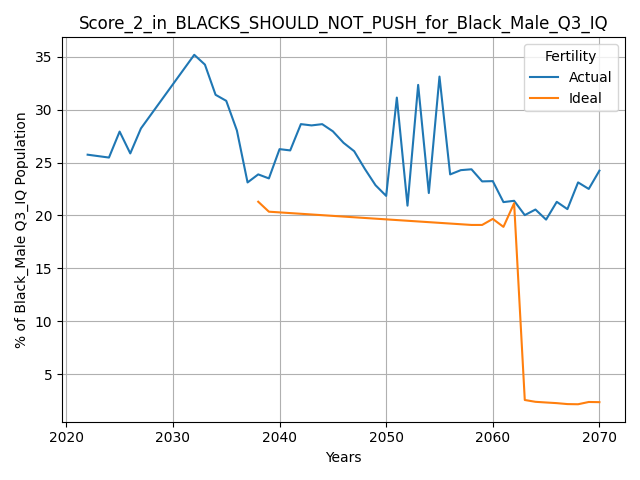 Score_2_in_BLACKS_SHOULD_NOT_PUSH_for_Black_Male_Q3_IQ
Fertility
Actual
Ideal
% of Black_Male Q3_IQ Population
35
30
25
20
15
10
5
2020 2030 2040 2050 2060 2070
Years